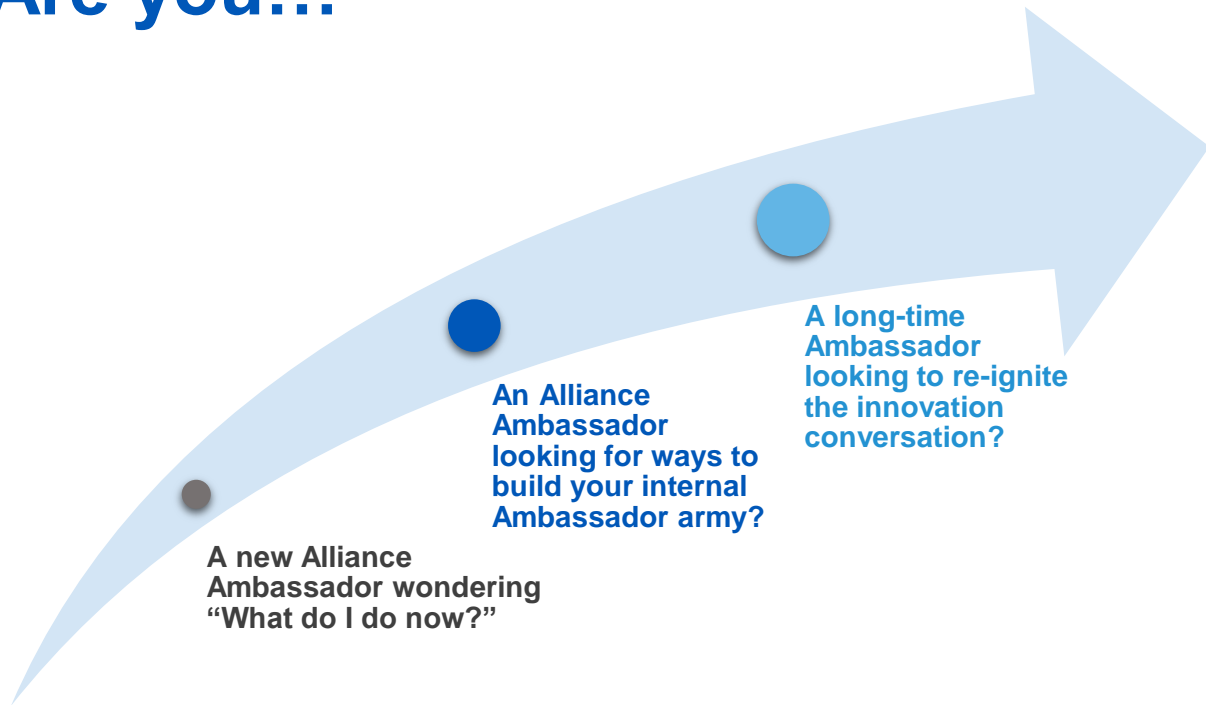 Are you…
A long-time
Ambassador
looking to re-ignite
the innovation
conversation?
An Alliance
Ambassador
looking for ways to
build your internal
Ambassador army?
A new Alliance
Ambassador wondering
“What do I do now?”